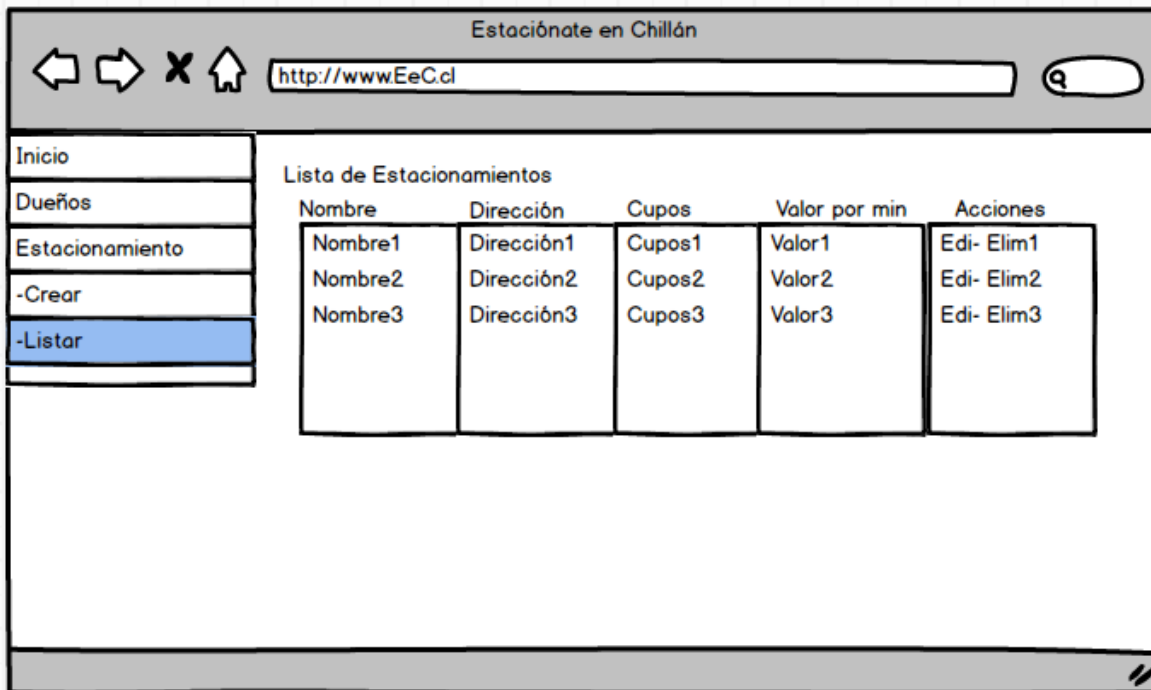 Estaciónate en Chillán
http://www.EeC.cl
Inicio
Dueños
Estacionamiento
-Crear
-Listar
Lista de Estacionamientos
Nombre Dirección Cupos Valor por min Acciones
Nombre1 Dirección1 Cupos1 Valor1 Edi- Elim1
Nombre2 Dirección2 Cupos2 Valor2 Edi- Elim2
Nombre3 Dirección3 Cupos3 Valor3 Edi- Elim3